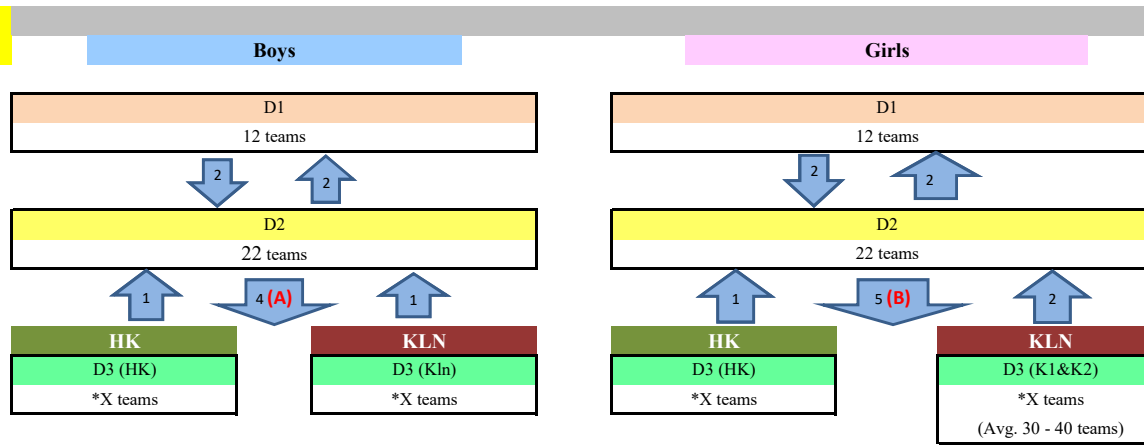 Boys
Girls
D1
12 teams
D1
12 teams
2
2
2
2
D2
22 teams
D2
22 teams
1
4 (A)
1
1
5 (B)
2
HK
KLN
HK
KLN
D3 (HK)
D3 (Kln)
D3 (HK)
D3 (K1&K2)
*X teams
*X teams
*X teams
*X teams
(Avg. 30 - 40 teams)